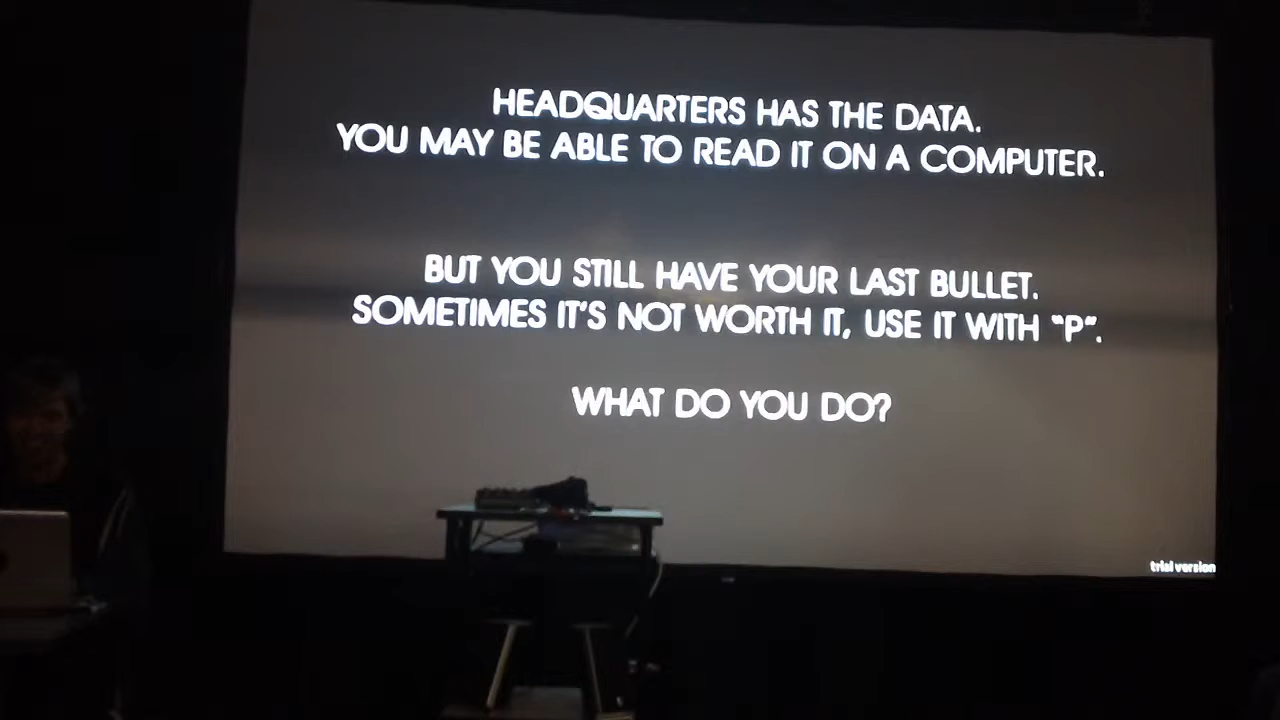 HEADQUARTERS HAS THE DATA.
YOU MAY BE ABLE TO READ IT ON A COMPUTER.
BUT YOU STILL HAVE YOUR LAST BULLET.
SOMETIMES IT'S NOT WORTH IT, USE IT WITH "P".
WHAT DO YOU DO?
trial version